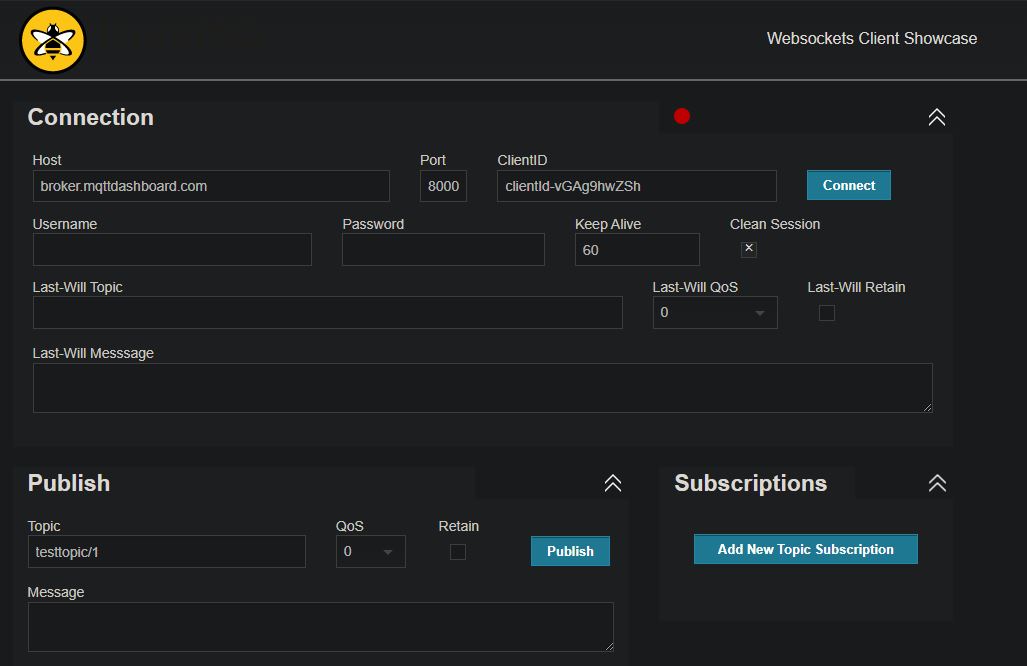 Websockets Client Showcase
Connection
Host
Port
ClientID
broker.mqttdashboard.com
8000
clientId-vGAg9hwZSh
Connect
Username
Password
Keep Alive
Clean Session
60
Last-Will Topic
Last-Will QoS
Last-Will Retain
0
Last-Will Messsage
Publish
Topic
QoS
Retain
testtopic/1
0
Publish
Message
Subscriptions
Add New Topic Subscription